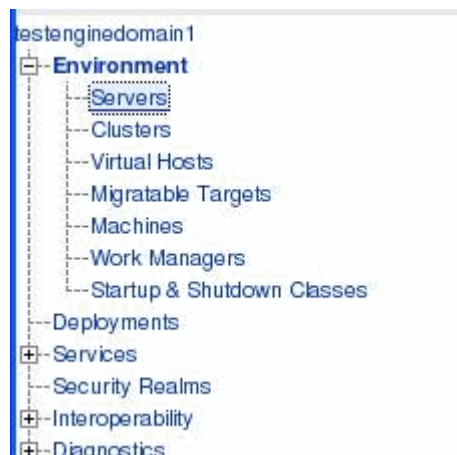 testenginedomain1
Environment
Servers
Clusters
Virtual Hosts
Migratable Targets
Machines
Work Managers
Startup & Shutdown Classes
Deployments
Services
Security Realms
Interoperability
Diagnostics